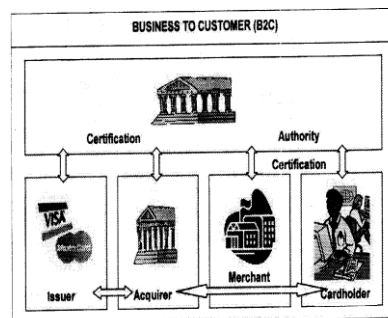 BUSINESS TO CUSTOMER (B2C)
Certification Authority
Certification
VISA
Merchant
Issuer Acquirer Cardholder